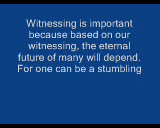 Witnessing is important
because based on our
witnessing, the eternal
future of many will depend.
For one can be a stumbling